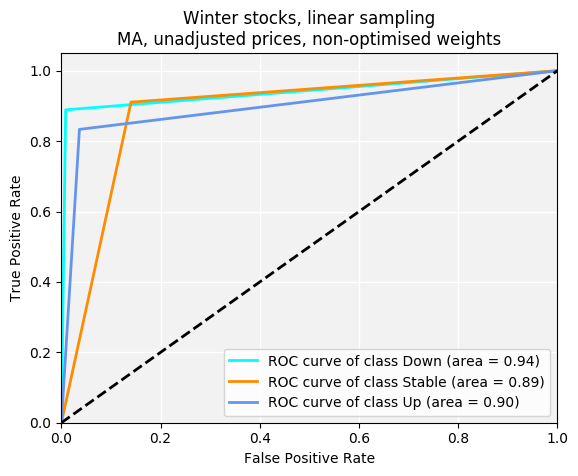 Winter stocks, linear sampling
MA, unadjusted prices, non-optimised weights
1.0
0.8
0.6
0.4
0.2
0.0
True Positive Rate
ROC curve of class Down (area = 0.94)
ROC curve of class Stable (area = 0.89)
ROC curve of class Up (area = 0.90)
0.0 0.2 0.4 0.6 0.8 1.0
False Positive Rate